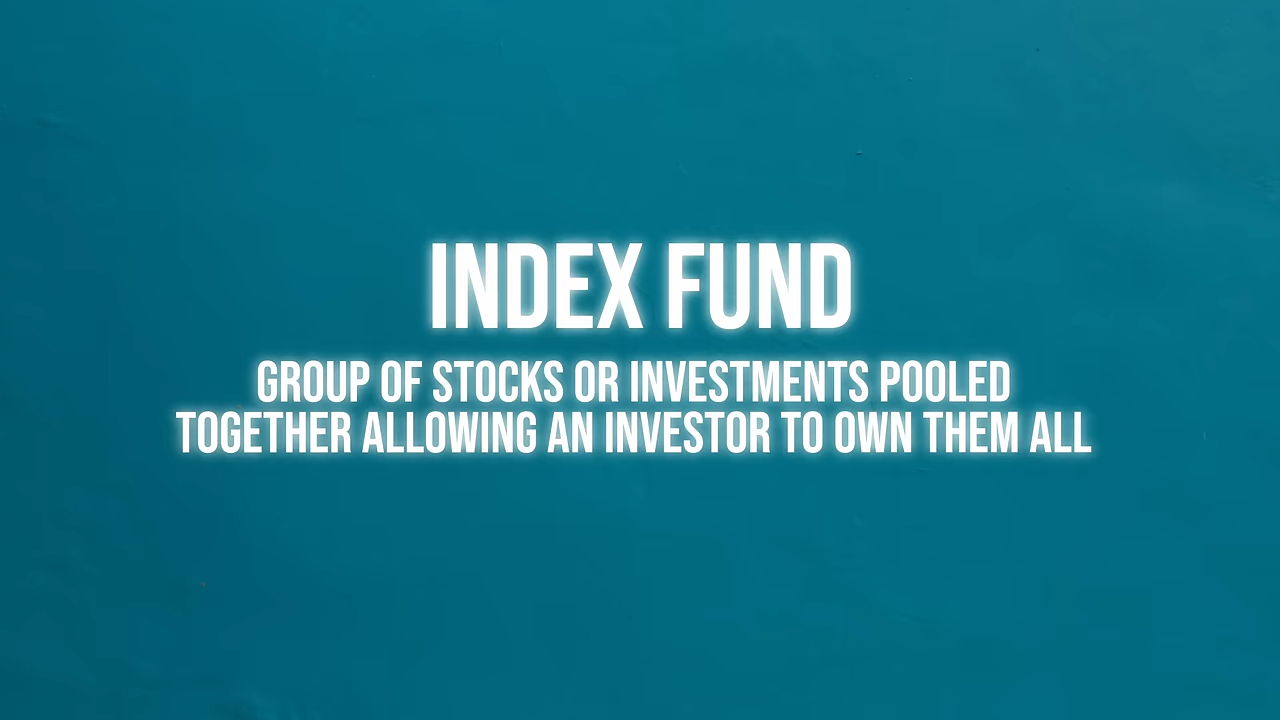 INDEX FUND
GROUP OF STOCKS OR INVESTMENTS POOLED
TOGETHER ALLOWING AN INVESTOR TO OWN THEM ALL